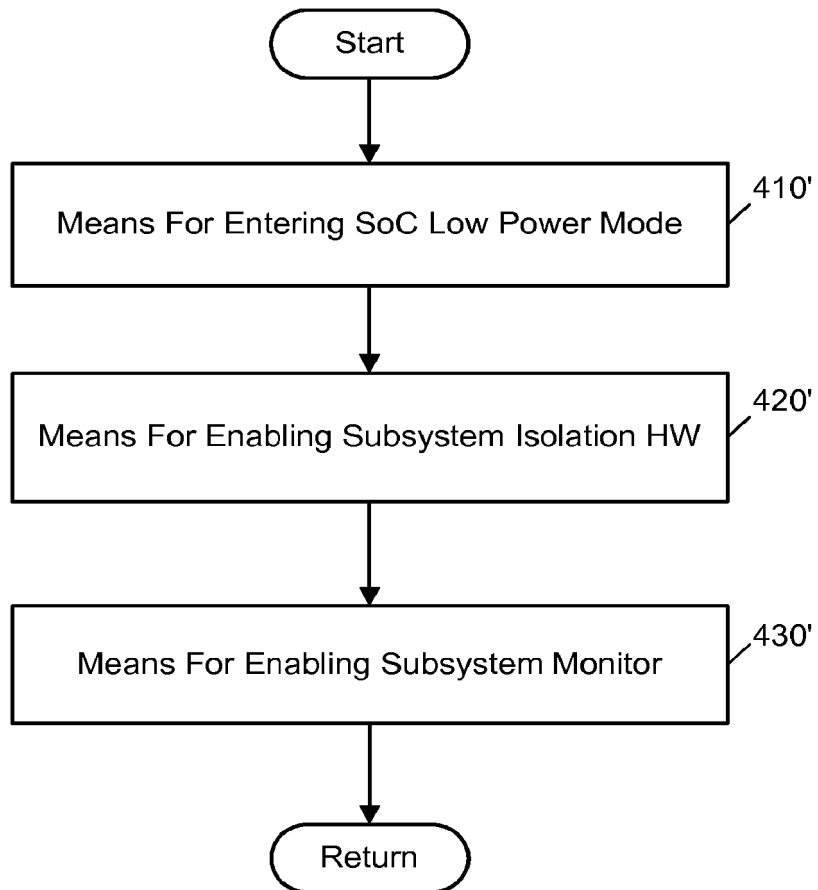 Start
410'
Means For Entering SoC Low Power Mode
420'
Means For Enabling Subsystem Isolation HW
430'
Means For Enabling Subsystem Monitor
Return